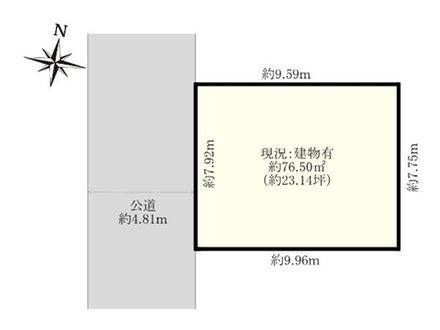 N
約9.59m
約7.92m
現況:建物有
約76.50㎡
(約23.14坪)
約7.75m
公道
約4.81m
約9.96m